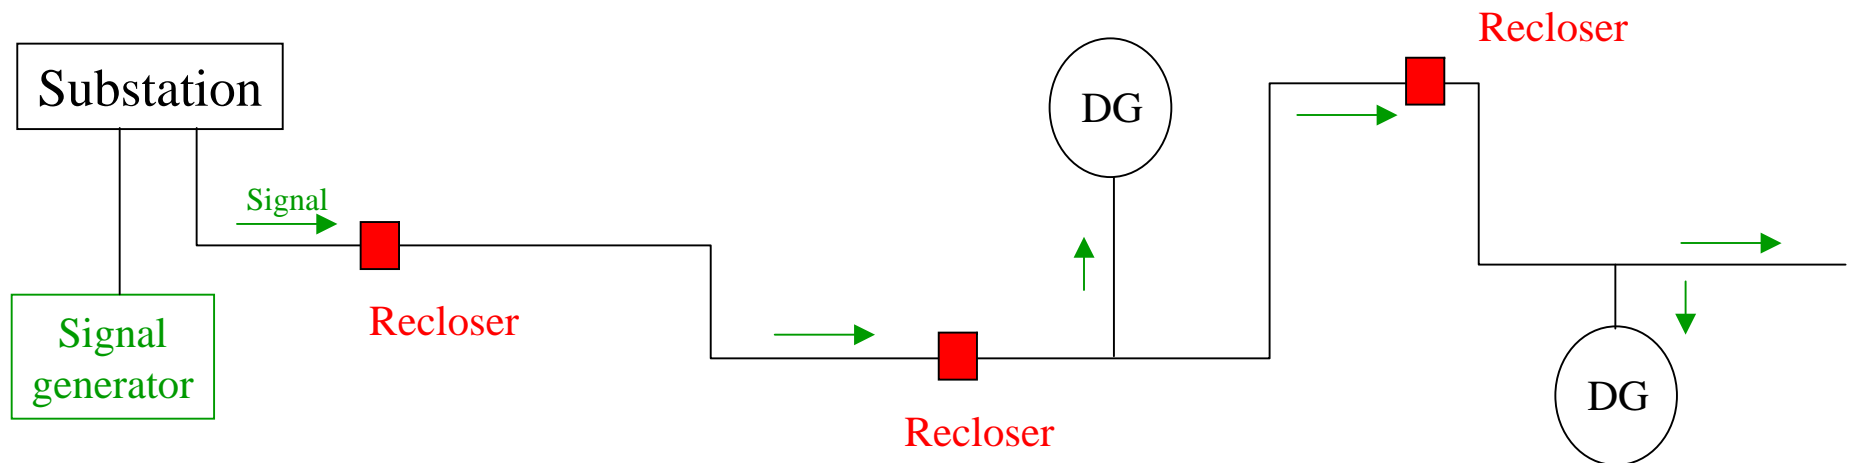 Recloser
Substation
DG
Signal
Recloser
Signal
generator
Recloser
DG